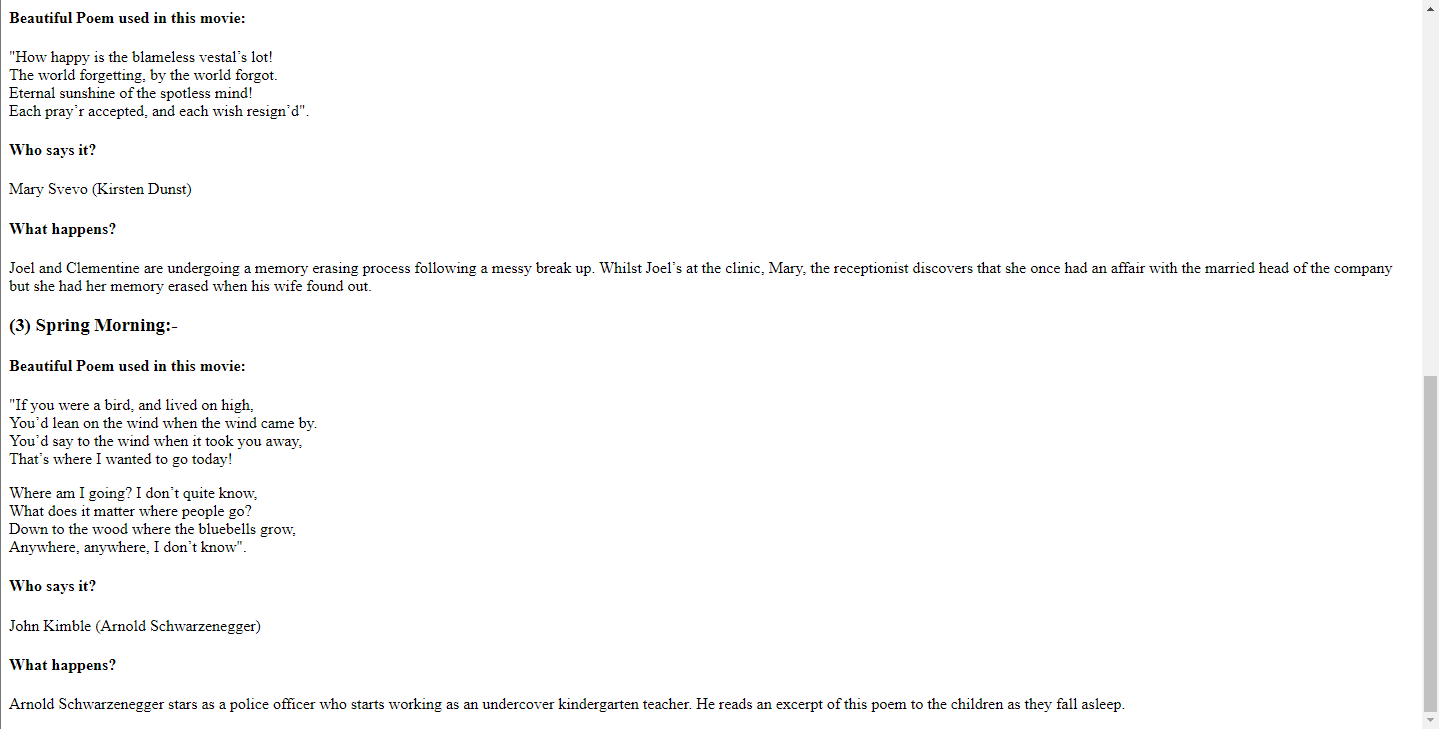 Beautiful Poem used in this movie:
"How happy is the blameless vestal’s lot!
The world forgetting, by the world forgot.
Eternal sunshine of the spotless mind!
Each pray’r accepted, and each wish resign’d".
Who says it?
Mary Svevo (Kirsten Dunst)
What happens?
Joel and Clementine are undergoing a memory erasing process following a messy break up. Whilst Joel’s at the clinic, Mary, the receptionist discovers that she once had an affair with the married head of the company
but she had her memory erased when his wife found out.
(3) Spring Morning:-
Beautiful Poem used in this movie:
"If you were a bird, and lived on high,
You’d lean on the wind when the wind came by.
You’d say to the wind when it took you away,
That’s where I wanted to go today!
Where am I going? I don’t quite know,
What does it matter where people go?
Down to the wood where the bluebells grow,
Anywhere, anywhere, I don’t know".
Who says it?
John Kimble (Arnold Schwarzenegger)
What happens?
Arnold Schwarzenegger stars as a police officer who starts working as an undercover kindergarten teacher. He reads an excerpt of this poem to the children as they fall asleep.